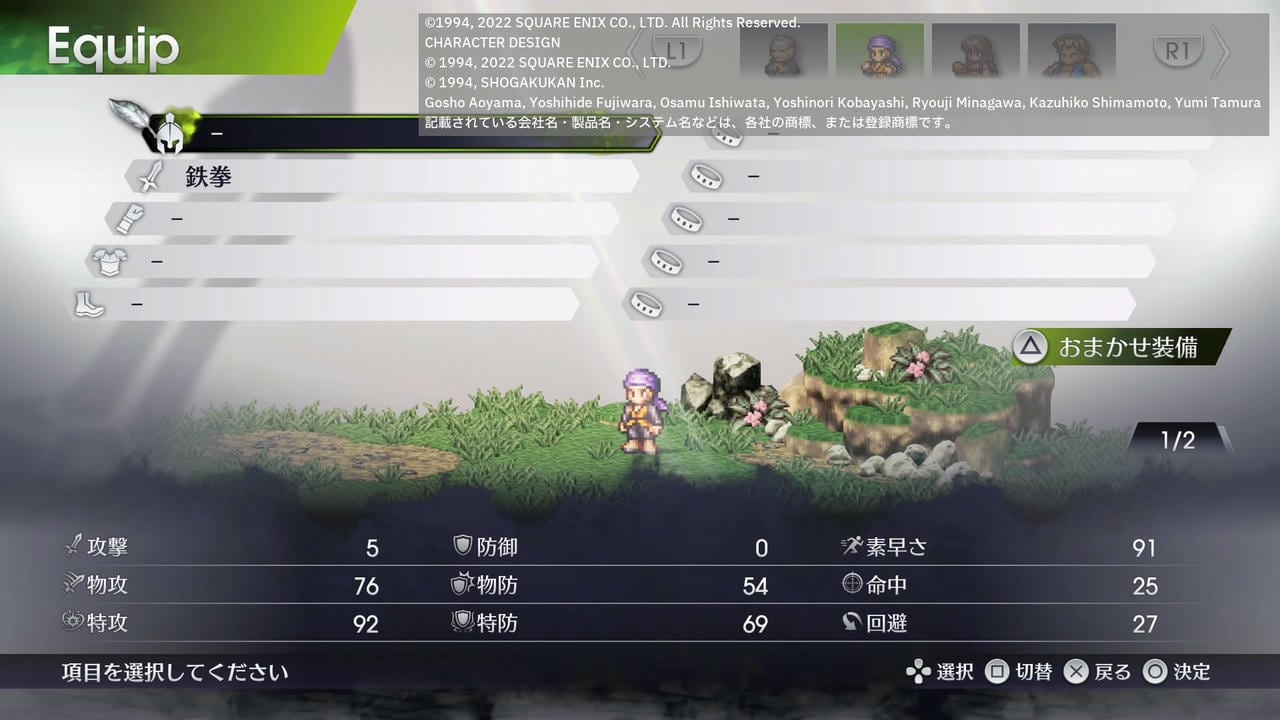 Equip
©1994, 2022 SQUARE ENIX CO., LTD. All Rights Reserved.
CHARACTER DESIGN
© 1994, 2022 SQUARE ENIX CO., LTD.
© 1994, SHOGAKUKAN Inc.
Gosho Aoyama, Yoshihide Fujiwara, Osamu Ishiwata, Yoshinori Kobayashi, Ryouji Minagawa, Kazuhiko Shimamoto, Yumi Tamura
記載されている会社名・製品名・システム名などは、各社の商標、または登録商標です。
L1
R1
– –
鉄拳 –
– –
– –
– –
おまかせ装備
1/2
攻撃 5 防御 0 素早さ 91
物攻 76 物防 54 命中 25
特攻 92 特防 69 回避 27
項目を選択してください 選択 切替 戻る 決定